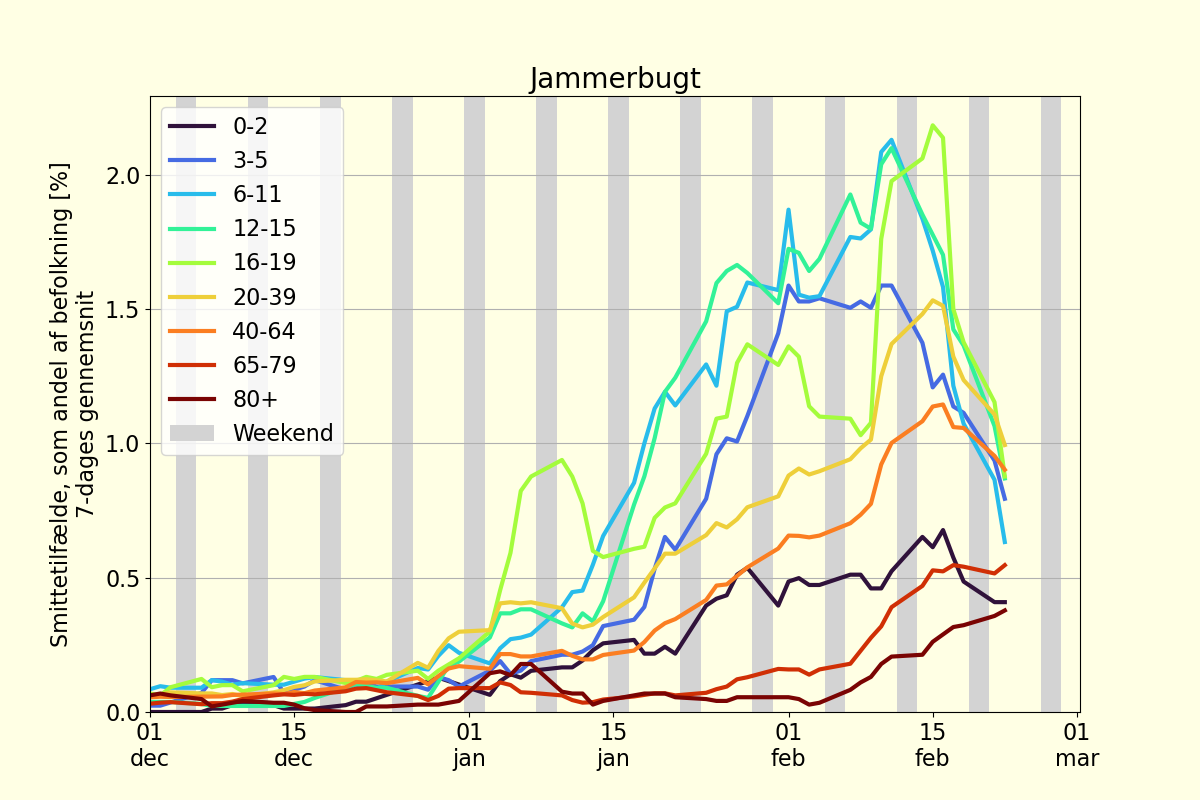 Jammerbugt
Smittetilfælde, som andel af befolkning [%]
7-dages gennemsnit
2.0
1.5
1.0
0.5
0.0
0-2
3-5
6-11
12-15
16-19
20-39
40-64
65-79
80+
Weekend
01 15 01 15 01 15 01
dec dec jan jan feb feb mar